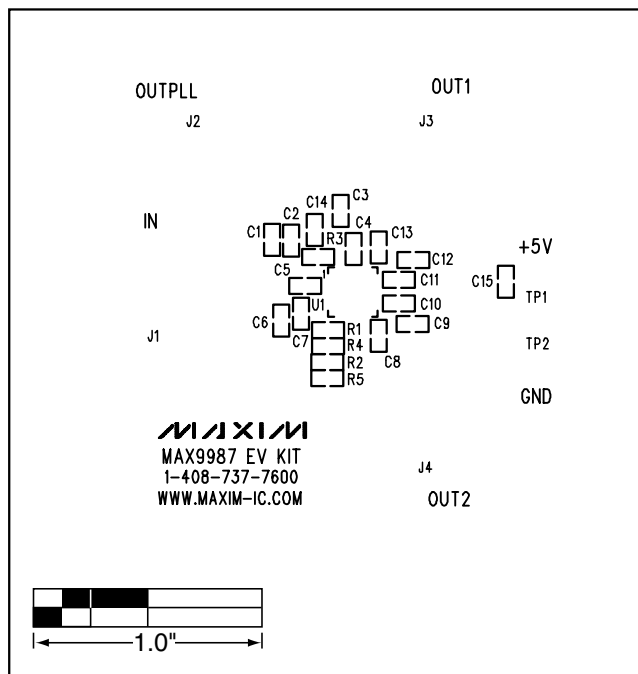 OUTPLL
OUT1
J2
J3
C3
C14
IN
C2
C1
C4
C13
R3
+5V
C12
C5
C11
C15
TP1
U1
C10
C6
C9
R1
J1
C7
R4
TP2
C8
R2
R5
GND
MAXIM
MAX9987 EV KIT
1-408-737-7600
WWW.MAXIM-IC.COM
J4
OUT2
1.0"